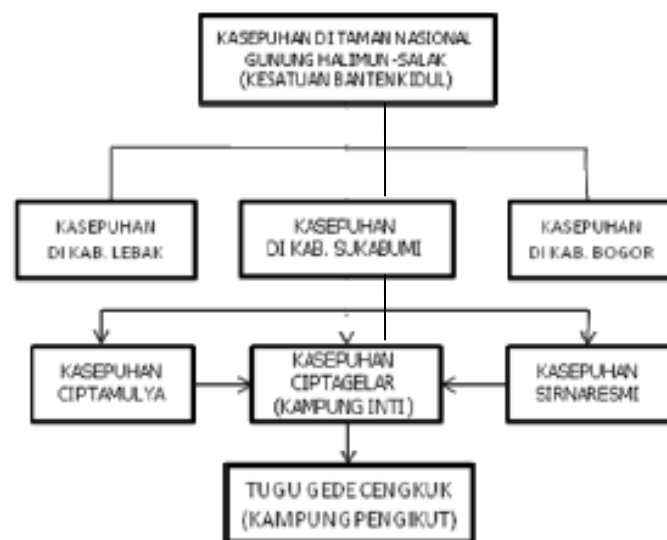 KASEPUHAN DI TAMAN NASIONAL
GUNUNG HALIMUN-SALAK
(KESATUAN BANTEN KIDUL)
KASEPUHAN
DI KAB. LEBAK
KASEPUHAN
DI KAB. SUKABUMI
KASEPUHAN
DI KAB. BOGOR
KASEPUHAN
CIPTAMULYA
KASEPUHAN
CIPTAGELAR
(KAMPUNG INTI)
KASEPUHAN
SIRNARESMI
TUGU GEDE CENGKUK
(KAMPUNG PENGIKUT)